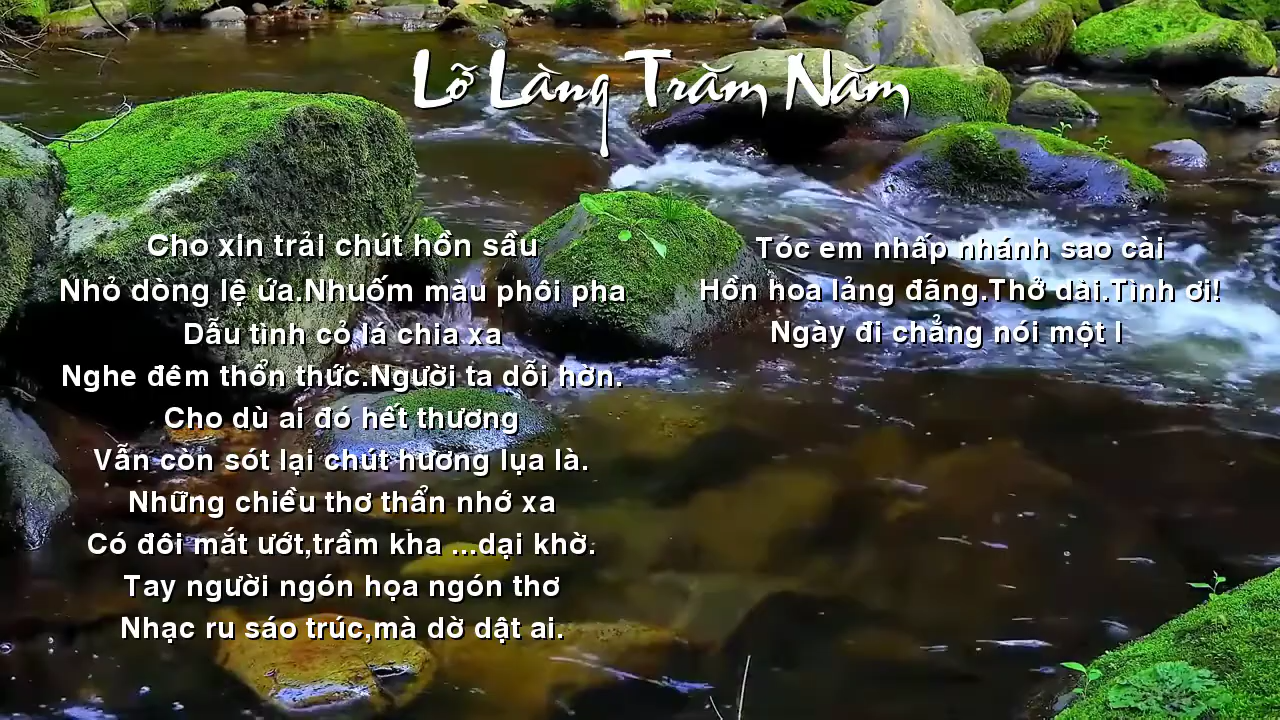 Lỡ Làng Trăm Năm
Cho xin trải chút hồn sầu
Nhỏ dòng lệ ứa.Nhuốm màu phôi pha
Dẫu tình cỏ lá chia xa
Nghe đêm thổn thức.Người ta dỗi hờn.
Cho dù ai đó hết thương
Vẫn còn sót lại chút hương lụa là.
Những chiều thơ thẩn nhớ xa
Có đôi mắt ướt,trầm kha ...dại khờ.
Tay người ngón họa ngón thơ
Nhạc ru sáo trúc,mà dờ dật ai.
Tóc em nhấp nhánh sao cài
Hồn hoa lảng đãng.Thở dài.Tình ơi!
Ngày đi chẳng nói một l